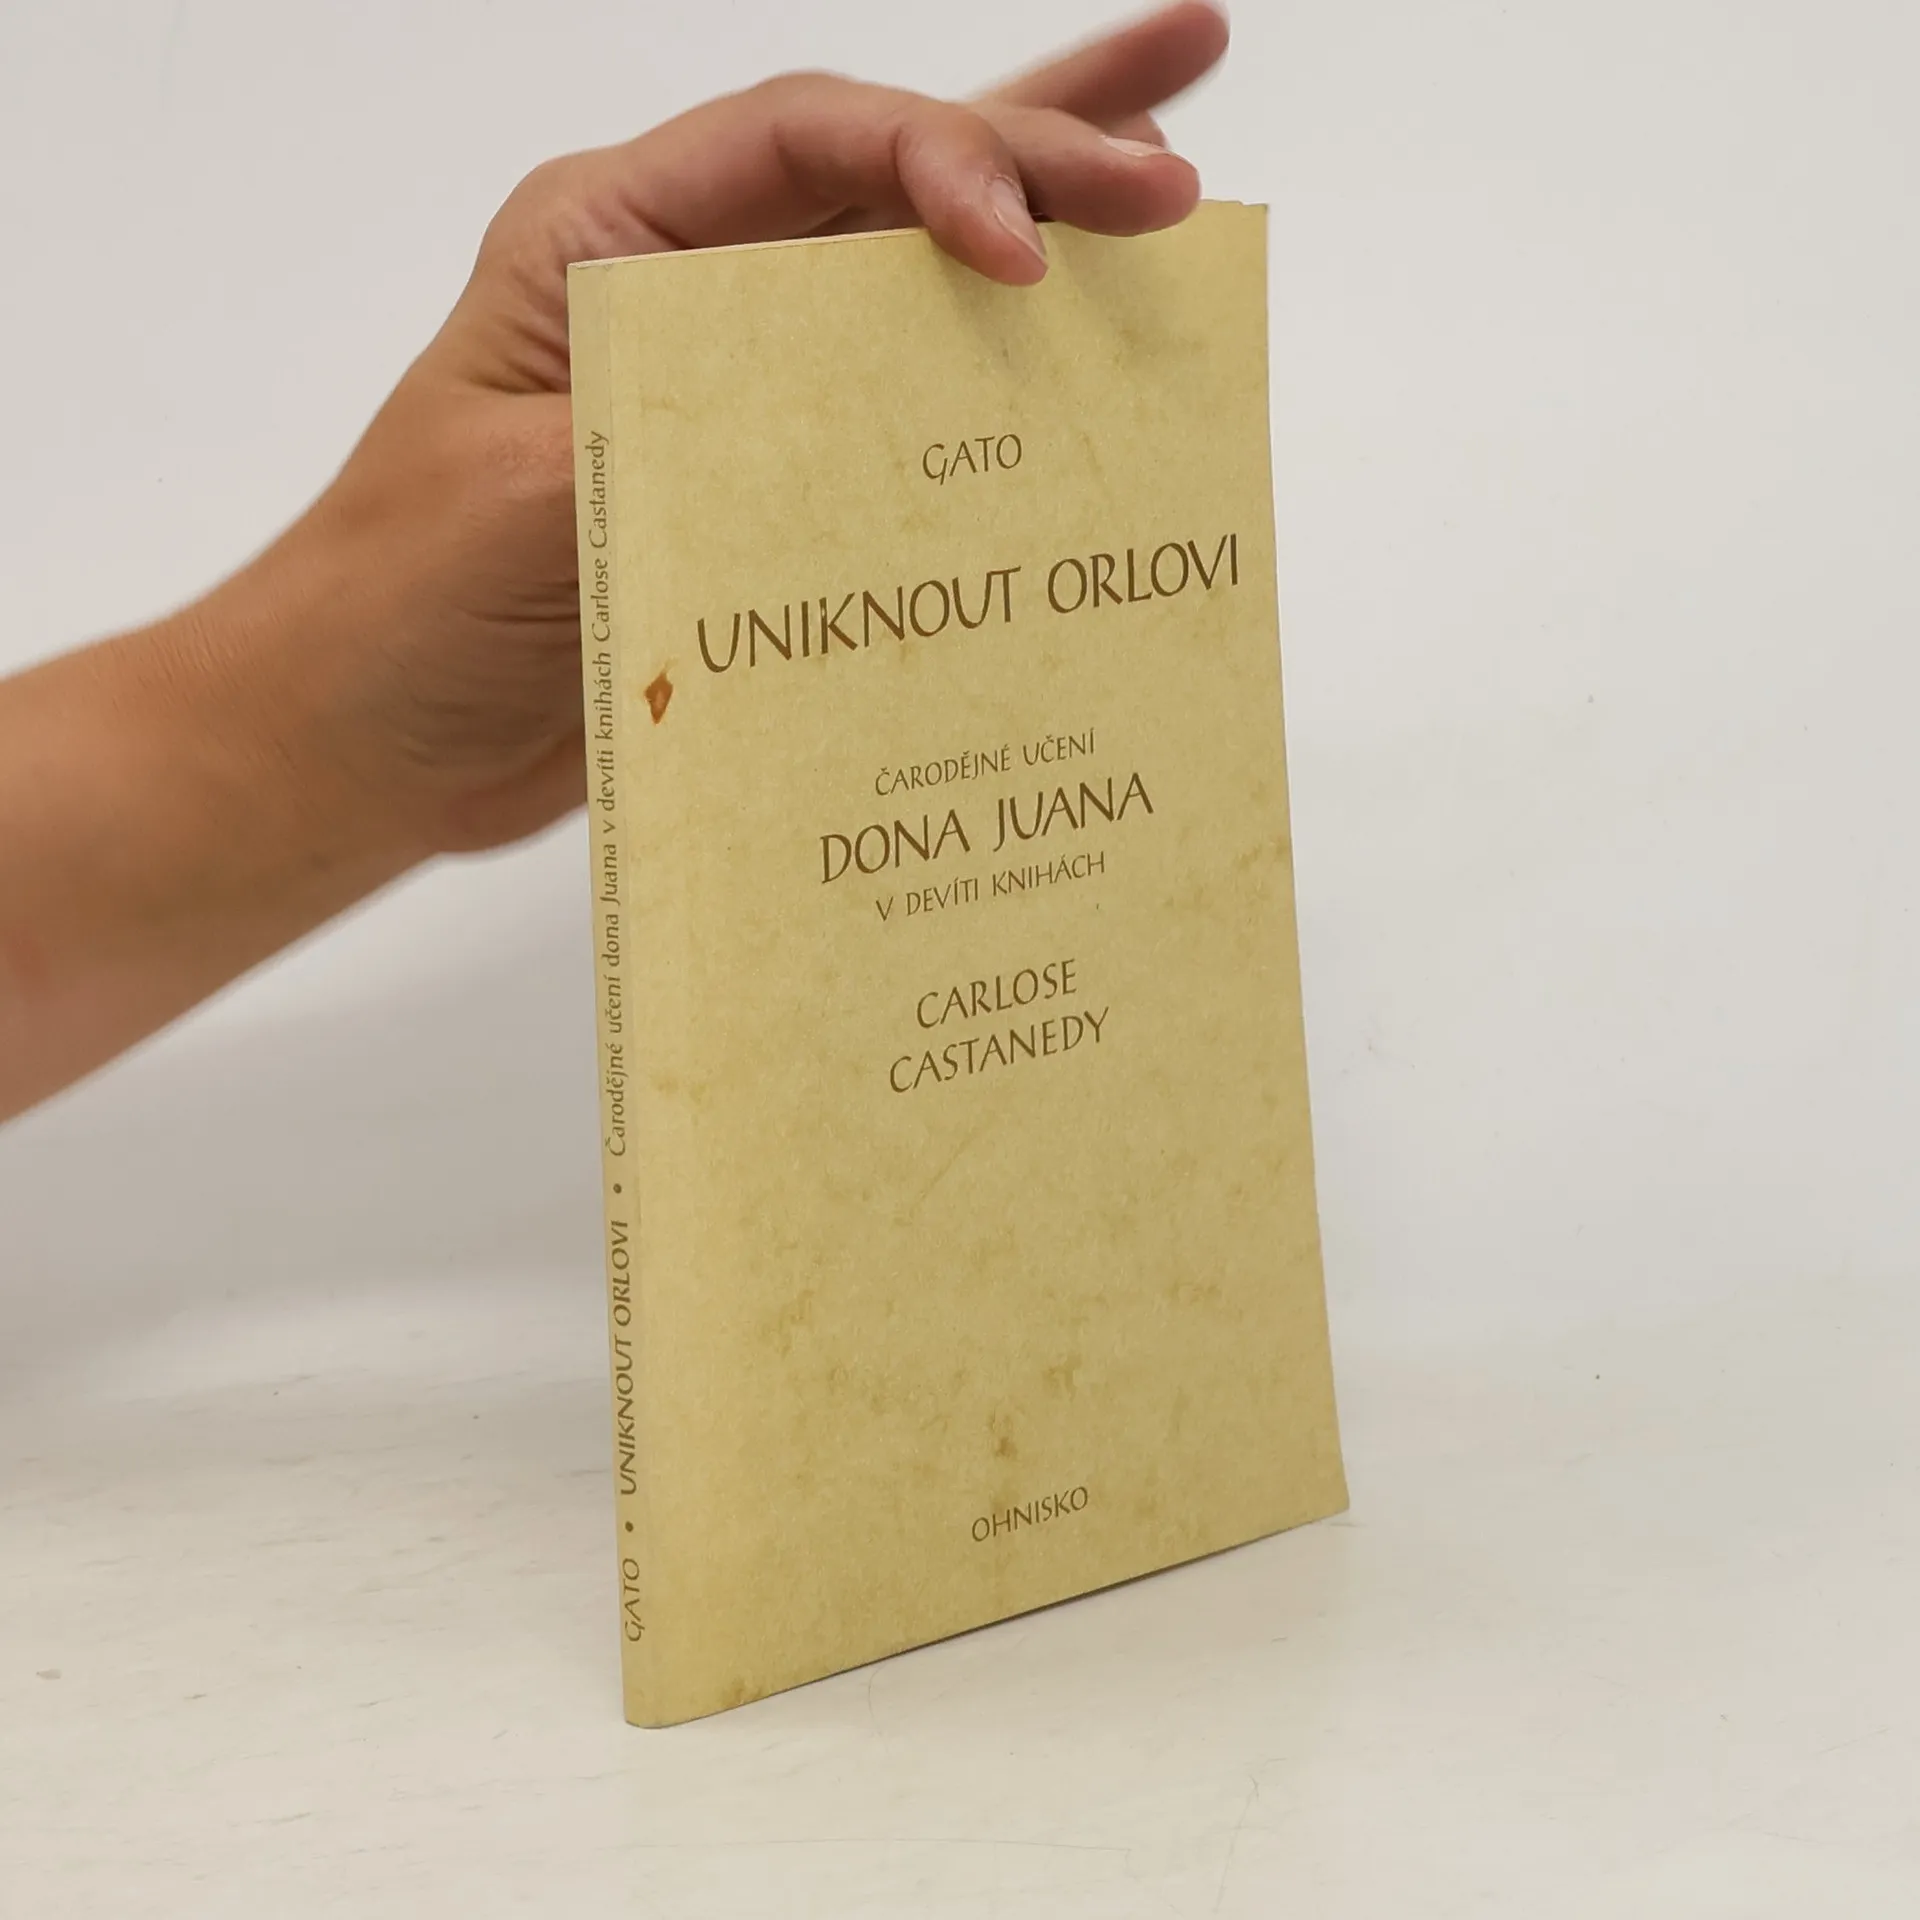 GATO
UNIKNOUT ORLOVI
ČARODĚJNÉ UČENÍ
DONA JUANA
V DEVÍTI KNIHÁCH
CARLOSE
CASTANEDY
OHNISKO
GATO • UNIKNOUT ORLOVI • Čarodějné učení dona Juana v devíti knihách Carlose Castanedy